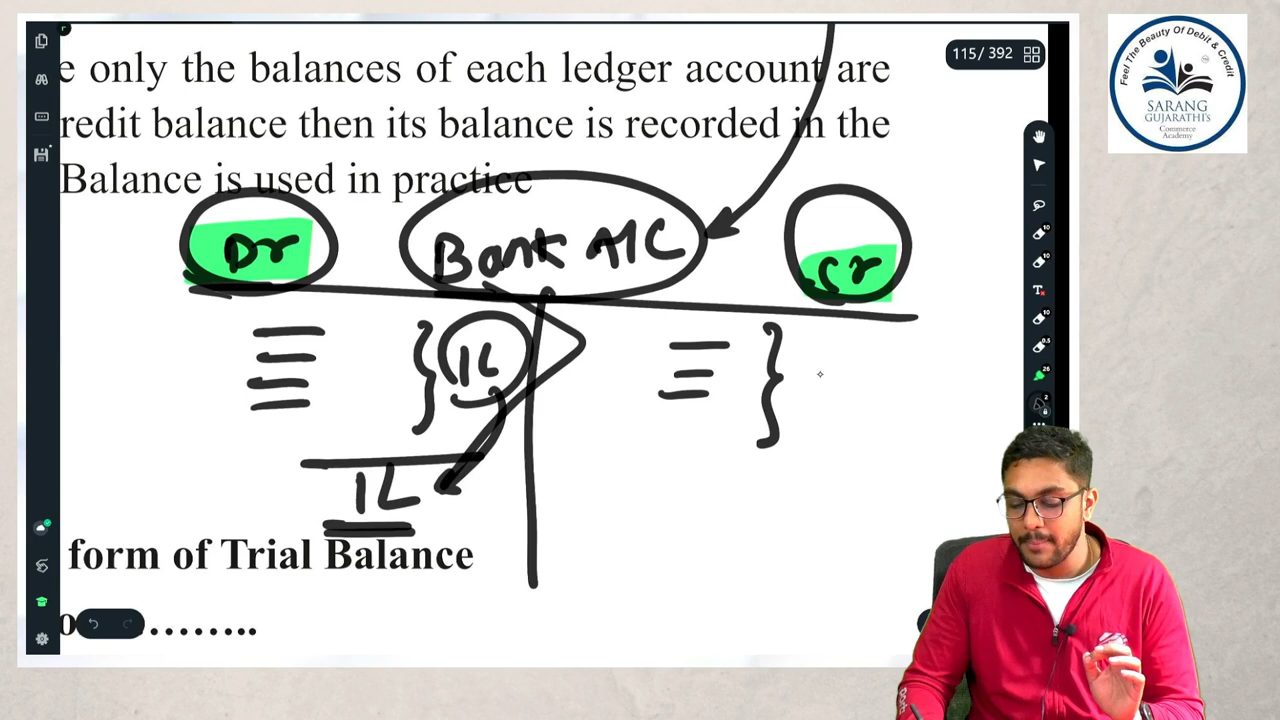 e only the balances of each ledger account are
redit balance then its balance is recorded in the
Balance is used in practice
115 / 392
Feel The Beauty Of Debit & Credit
SARANG
GUJARATHI's
Commerce
Academy
Dr
Bank A/C
Cr
1L
1L
form of Trial Balance
……..